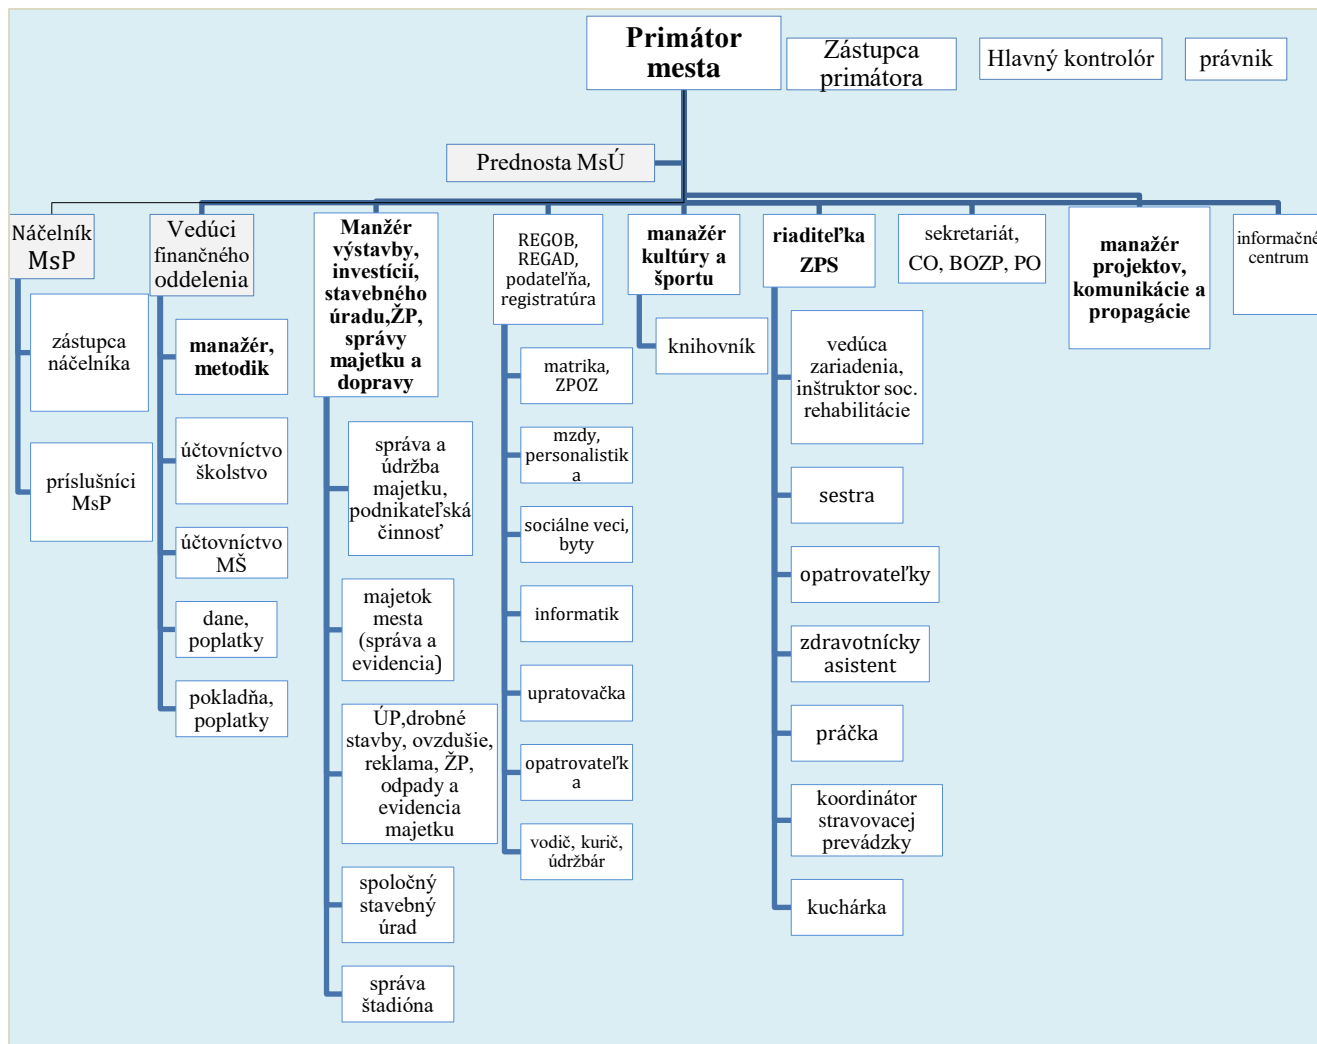 Primátor
mesta
Zástupca
primátora
Hlavný kontrolór
právnik
Prednosta MsÚ
Náčelník
MsP
zástupca
náčelníka
príslušníci
MsP
Vedúci
finančného
oddelenia
manažér,
metodik
účtovníctvo
školstvo
účtovníctvo
MŠ
dane,
poplatky
pokladňa,
poplatky
Manžér
výstavby,
investícií,
stavebného
úradu,ŽP,
správy
majetku a
dopravy
správa a
údržba
majetku,
podnikateľská
činnosť
majetok
mesta
(správa a
evidencia)
ÚP,drobné
stavby, ovzdušie,
reklama, ŽP,
odpady a
evidencia
majetku
spoločný
stavebný
úrad
správa
štadióna
REGOB,
REGAD,
podateľňa,
registratúra
matrika,
ZPOZ
mzdy,
personalistik
a
sociálne veci,
byty
informatik
upratovačka
opatrovateľk
a
vodič, kurič,
údržbár
manažér
kultúry a
športu
knihovník
riaditeľka
ZPS
vedúca
zariadenia,
inštruktor soc.
rehabilitácie
sestra
opatrovateľky
zdravotnícky
asistent
práčka
koordinátor
stravovacej
prevádzky
kuchárka
sekretariát,
CO, BOZP, PO
manažér
projektov,
komunikácie a
propagácie
informačné
centrum